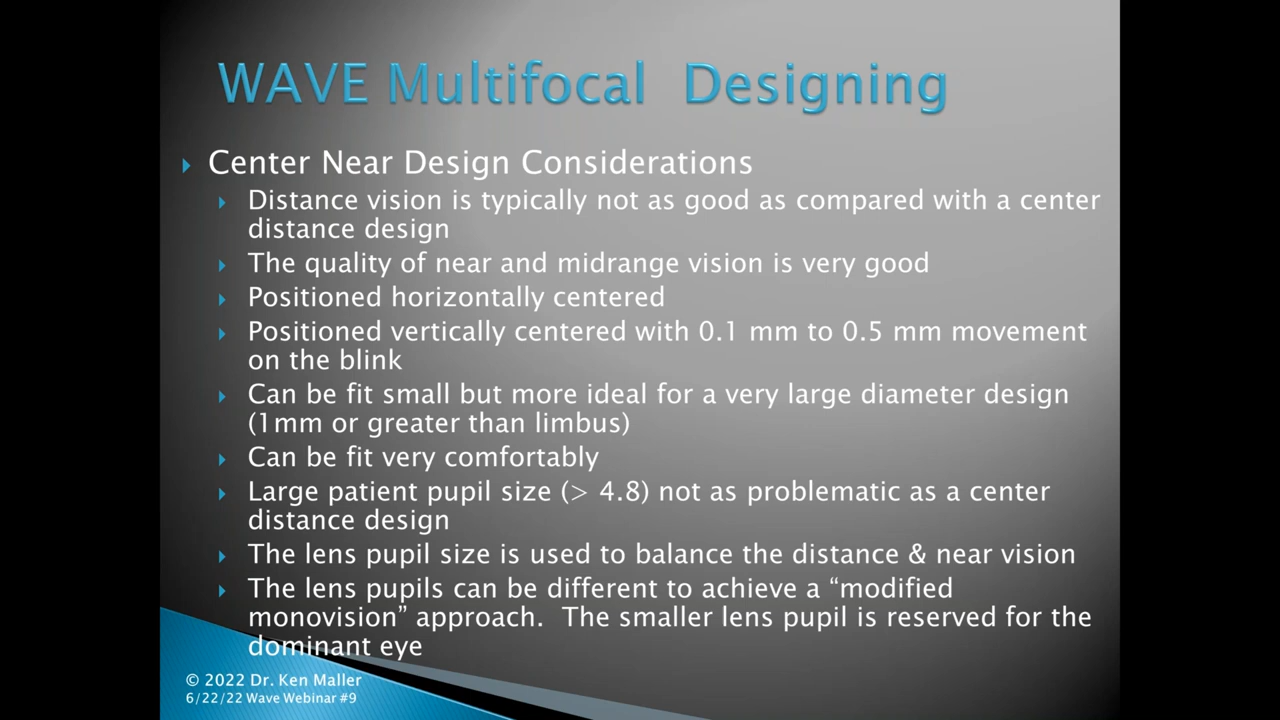 WAVE Multifocal Designing
Center Near Design Considerations
Distance vision is typically not as good as compared with a center
distance design
The quality of near and midrange vision is very good
Positioned horizontally centered
Positioned vertically centered with 0.1 mm to 0.5 mm movement
on the blink
Can be fit small but more ideal for a very large diameter design
(1mm or greater than limbus)
Can be fit very comfortably
Large patient pupil size (> 4.8) not as problematic as a center
distance design
The lens pupil size is used to balance the distance & near vision
The lens pupils can be different to achieve a “modified
monovision” approach.  The smaller lens pupil is reserved for the
dominant eye
© 2022 Dr. Ken Maller
6/22/22 Wave Webinar #9